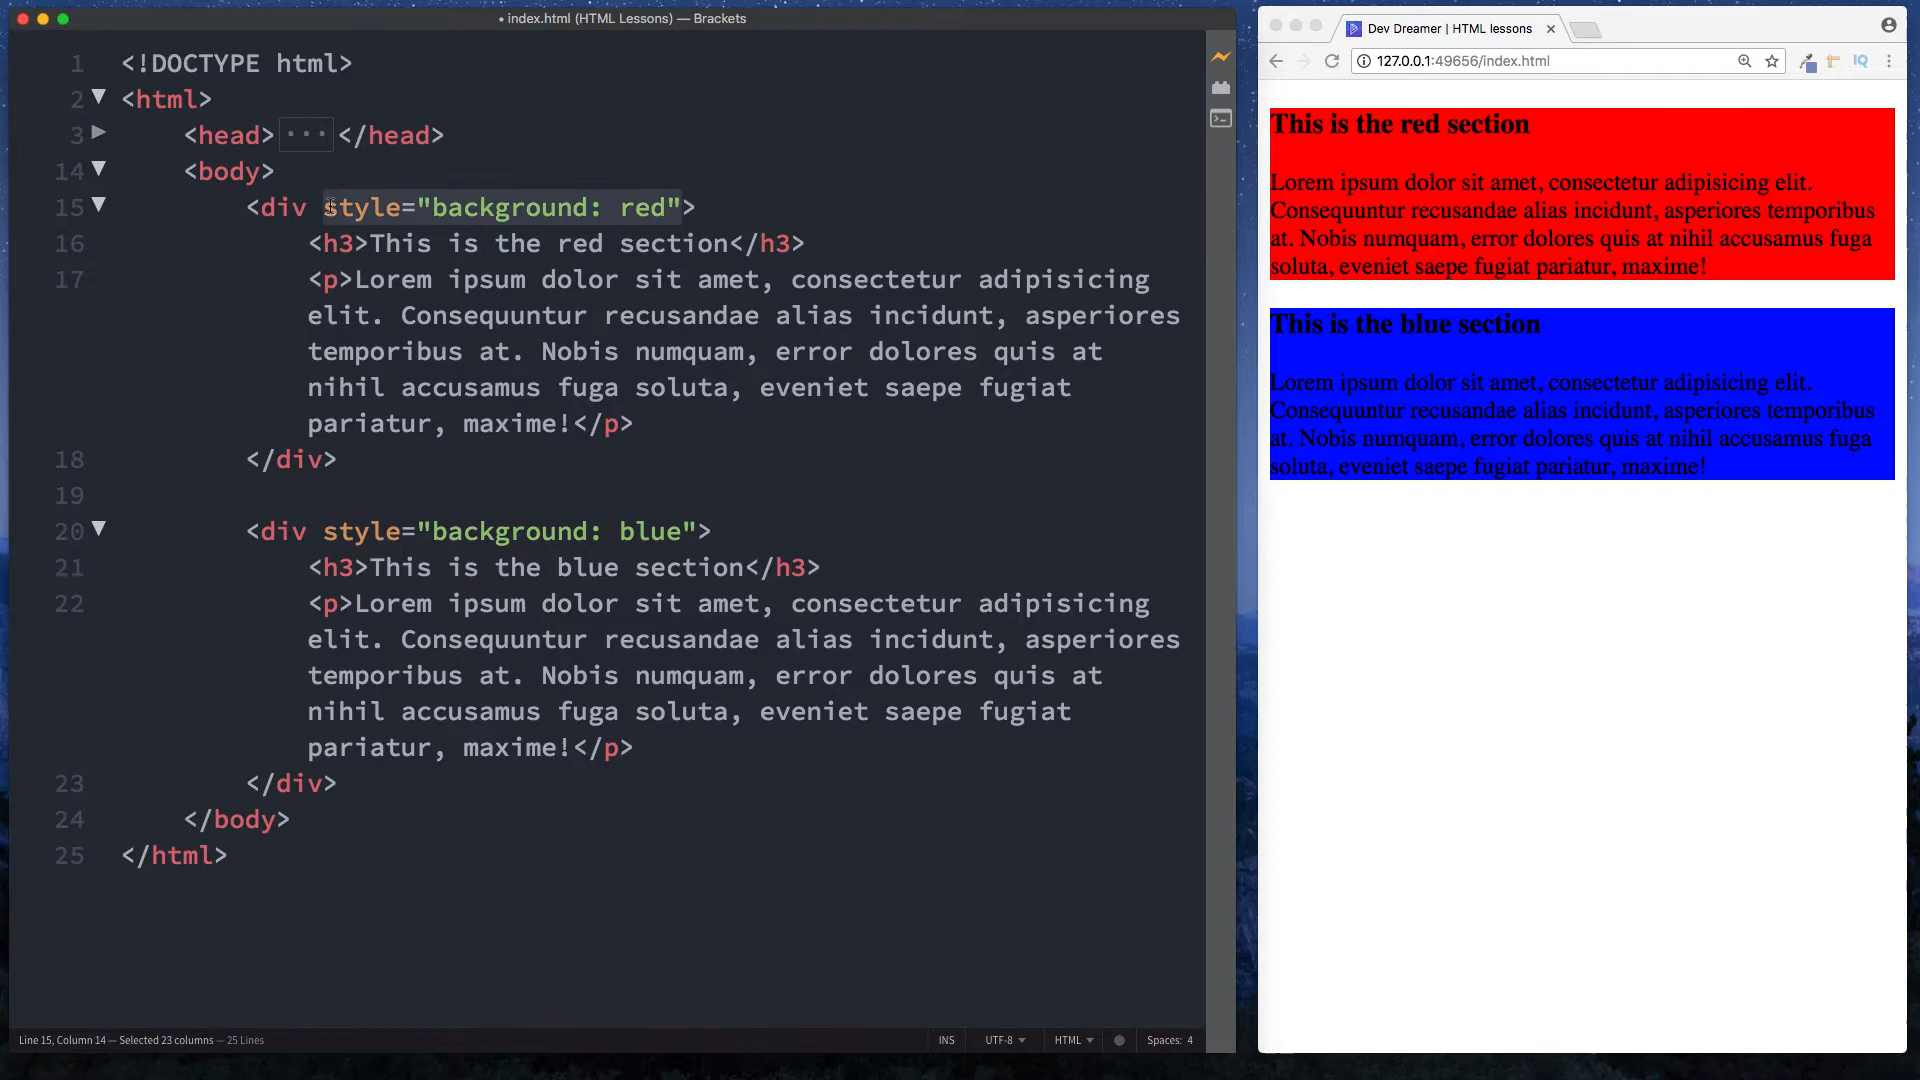 index.html (HTML Lessons) — Brackets
1 <!DOCTYPE html>
2 <html>
3 <head>···</head>
14 <body>
15 <div style="background: red">
16 <h3>This is the red section</h3>
17 <p>Lorem ipsum dolor sit amet, consectetur adipisicing
elit. Consequuntur recusandae alias incidunt, asperiores
temporibus at. Nobis numquam, error dolores quis at
nihil accusamus fuga soluta, eveniet saepe fugiat
pariatur, maxime!</p>
18 </div>
19
20 <div style="background: blue">
21 <h3>This is the blue section</h3>
22 <p>Lorem ipsum dolor sit amet, consectetur adipisicing
elit. Consequuntur recusandae alias incidunt, asperiores
temporibus at. Nobis numquam, error dolores quis at
nihil accusamus fuga soluta, eveniet saepe fugiat
pariatur, maxime!</p>
23 </div>
24 </body>
25 </html>
Line 15, Column 14 — Selected 23 columns — 25 Lines
INS UTF-8 HTML Spaces: 4
Dev Dreamer | HTML lessons
127.0.0.1:49656/index.html
IQ
This is the red section
Lorem ipsum dolor sit amet, consectetur adipisicing elit.
Consequuntur recusandae alias incidunt, asperiores temporibus
at. Nobis numquam, error dolores quis at nihil accusamus fuga
soluta, eveniet saepe fugiat pariatur, maxime!
This is the blue section
Lorem ipsum dolor sit amet, consectetur adipisicing elit.
Consequuntur recusandae alias incidunt, asperiores temporibus
at. Nobis numquam, error dolores quis at nihil accusamus fuga
soluta, eveniet saepe fugiat pariatur, maxime!